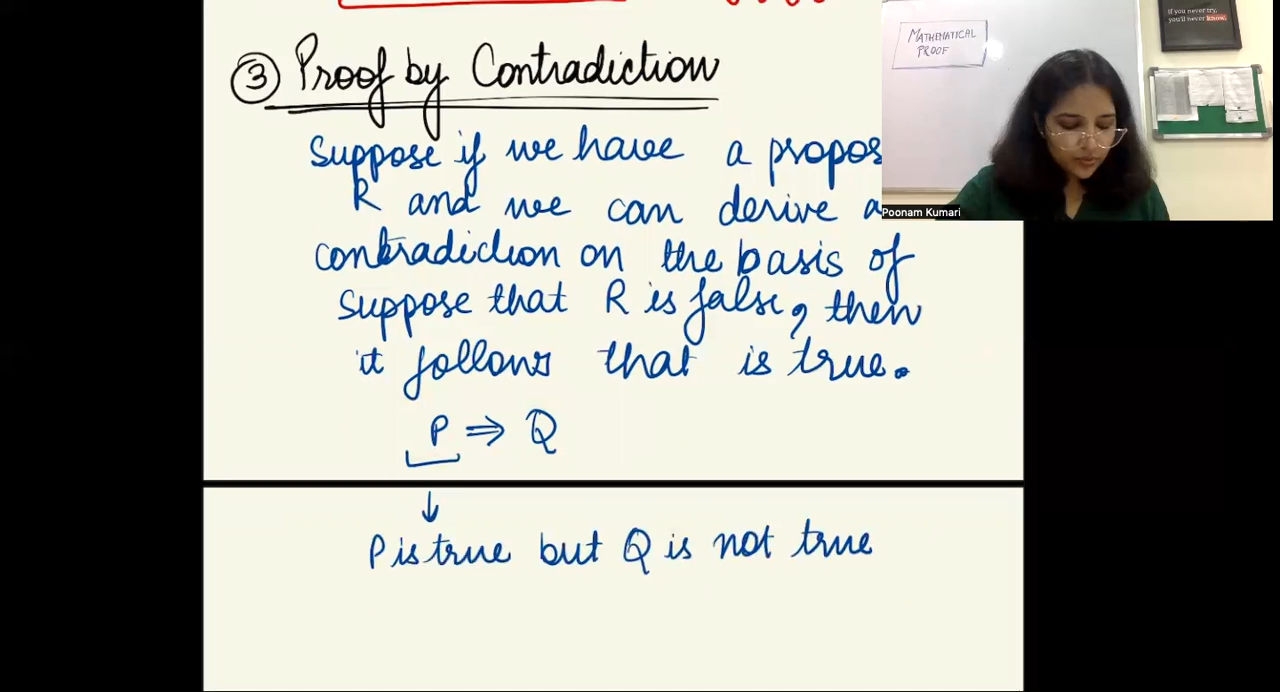 ③ Proof by Contradiction
Suppose if we have a propos
R and we can derive a
contradiction on the basis of
suppose that R is false, then
it follows that is true.
P ⇒ Q
↓
P is true but Q is not true
MATHEMATICAL
PROOF
if you never try,
you'll never know.
Poonam Kumari